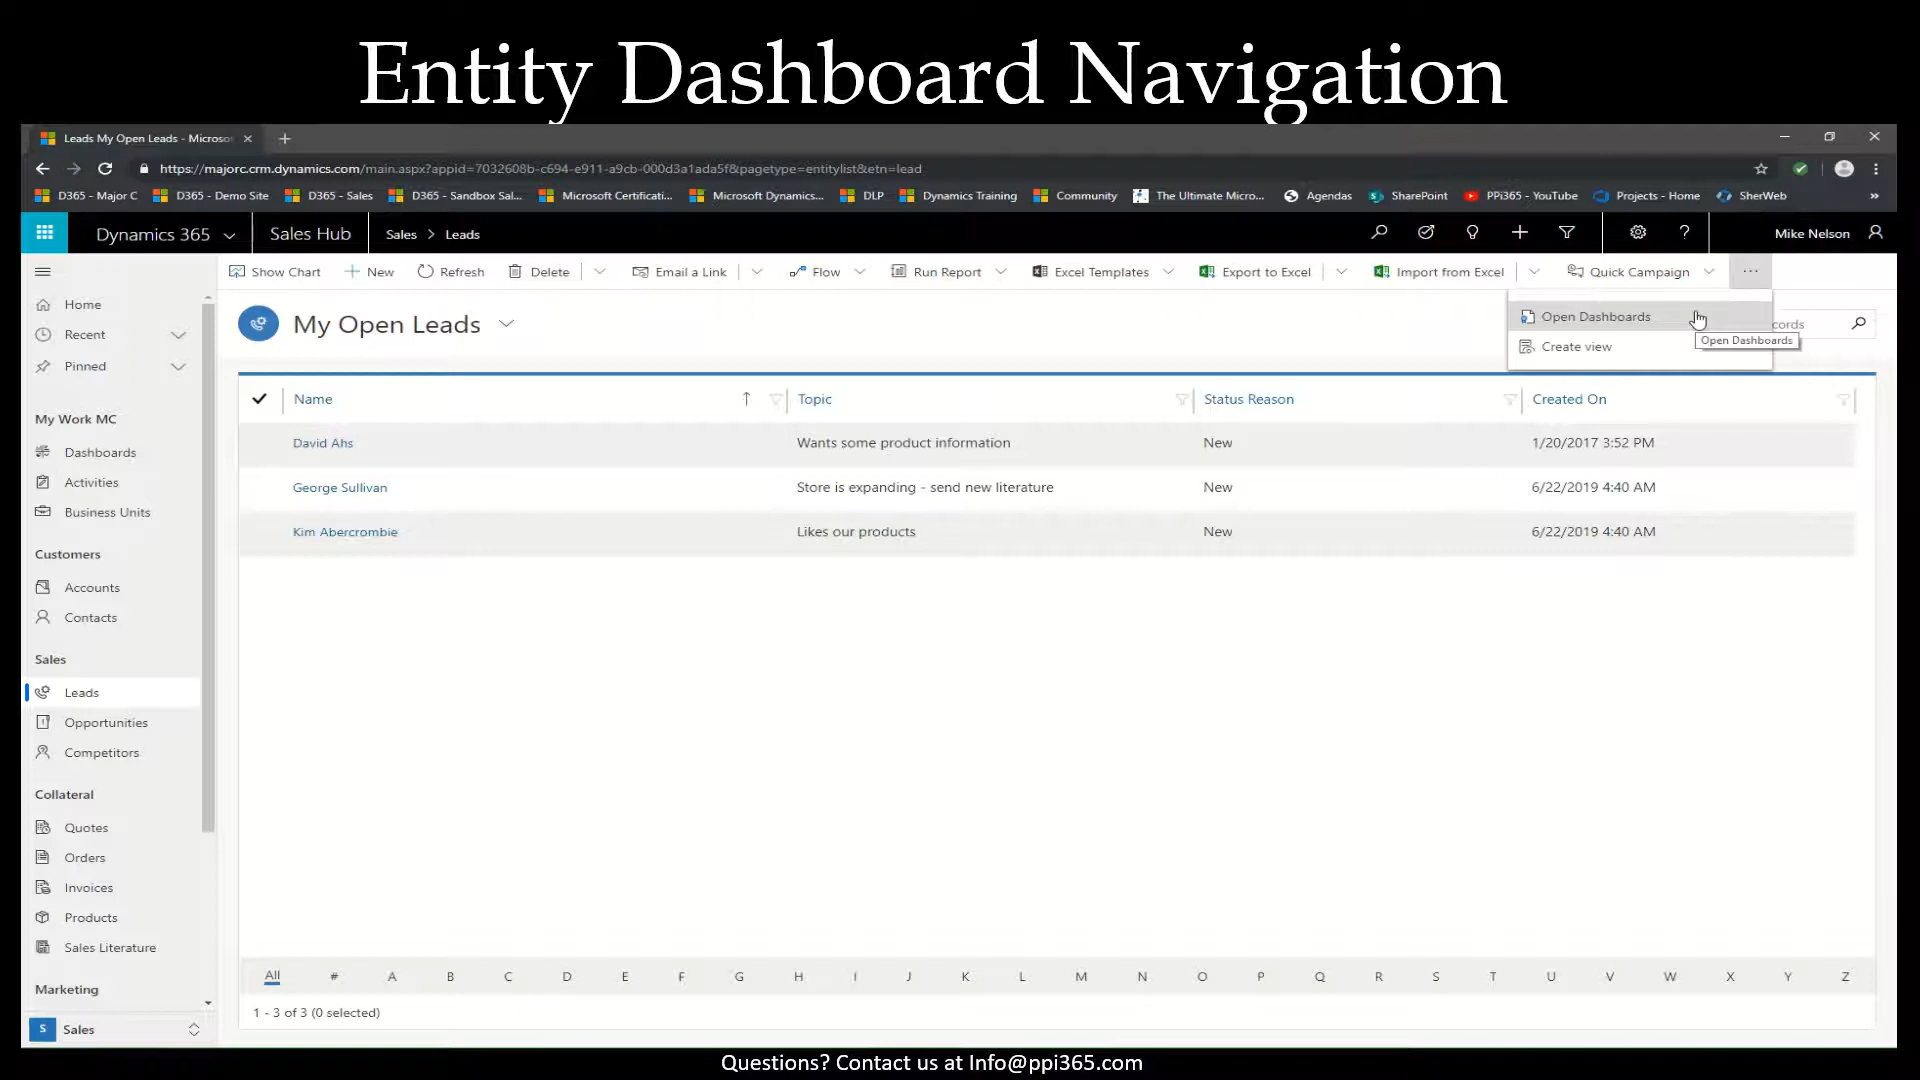 Entity Dashboard Navigation
Leads My Open Leads - Microso
https://majorc.crm.dynamics.com/main.aspx?appid=7032608b-c694-e911-a9cb-000d3a1ada5f&pagetype=entitylist&etn=lead
D365 - Major C D365 - Demo Site D365 - Sales D365 - Sandbox Sal... Microsoft Certificati... Microsoft Dynamics... DLP Dynamics Training Community The Ultimate Micro... Agendas SharePoint PPi365 - YouTube Projects - Home SherWeb »
Dynamics 365 Sales Hub Sales > Leads Mike Nelson
Show Chart New Refresh Delete Email a Link Flow Run Report Excel Templates Export to Excel Import from Excel Quick Campaign ...
Home
Recent
Pinned
My Work MC
Dashboards
Activities
Business Units
Customers
Accounts
Contacts
Sales
Leads
Opportunities
Competitors
Collateral
Quotes
Orders
Invoices
Products
Sales Literature
Marketing
S Sales
My Open Leads
Open Dashboards
cords
Open Dashboards
Create view
Name Topic Status Reason Created On
David Ahs Wants some product information New 1/20/2017 3:52 PM
George Sullivan Store is expanding - send new literature New 6/22/2019 4:40 AM
Kim Abercrombie Likes our products New 6/22/2019 4:40 AM
All # A B C D E F G H I J K L M N O P Q R S T U V W X Y Z
1 - 3 of 3 (0 selected)
Questions? Contact us at Info@ppi365.com